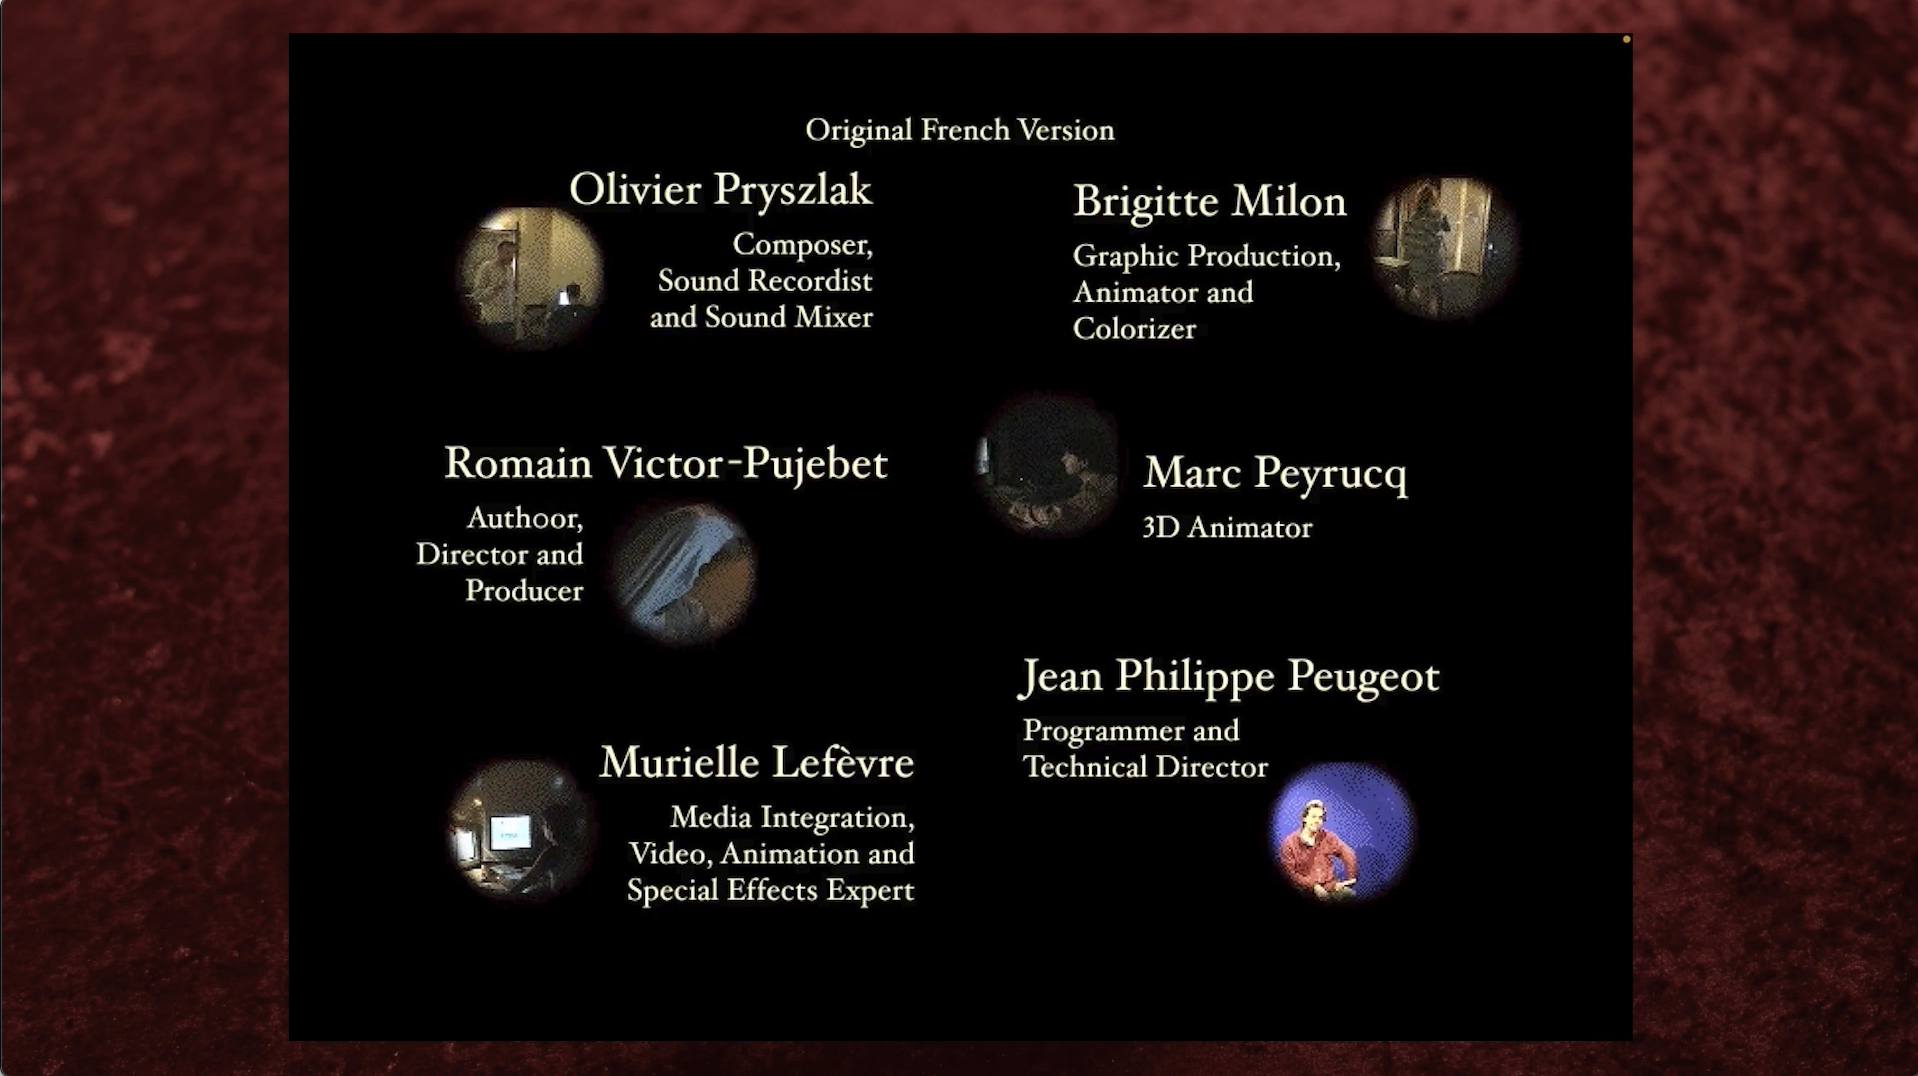 Original French Version
Olivier Pryszlak
Composer,
Sound Recordist
and Sound Mixer
Brigitte Milon
Graphic Production,
Animator and
Colorizer
Romain Victor-Pujebet
Authoor,
Director and
Producer
Marc Peyrucq
3D Animator
Jean Philippe Peugeot
Programmer and
Technical Director
Murielle Lefèvre
Media Integration,
Video, Animation and
Special Effects Expert